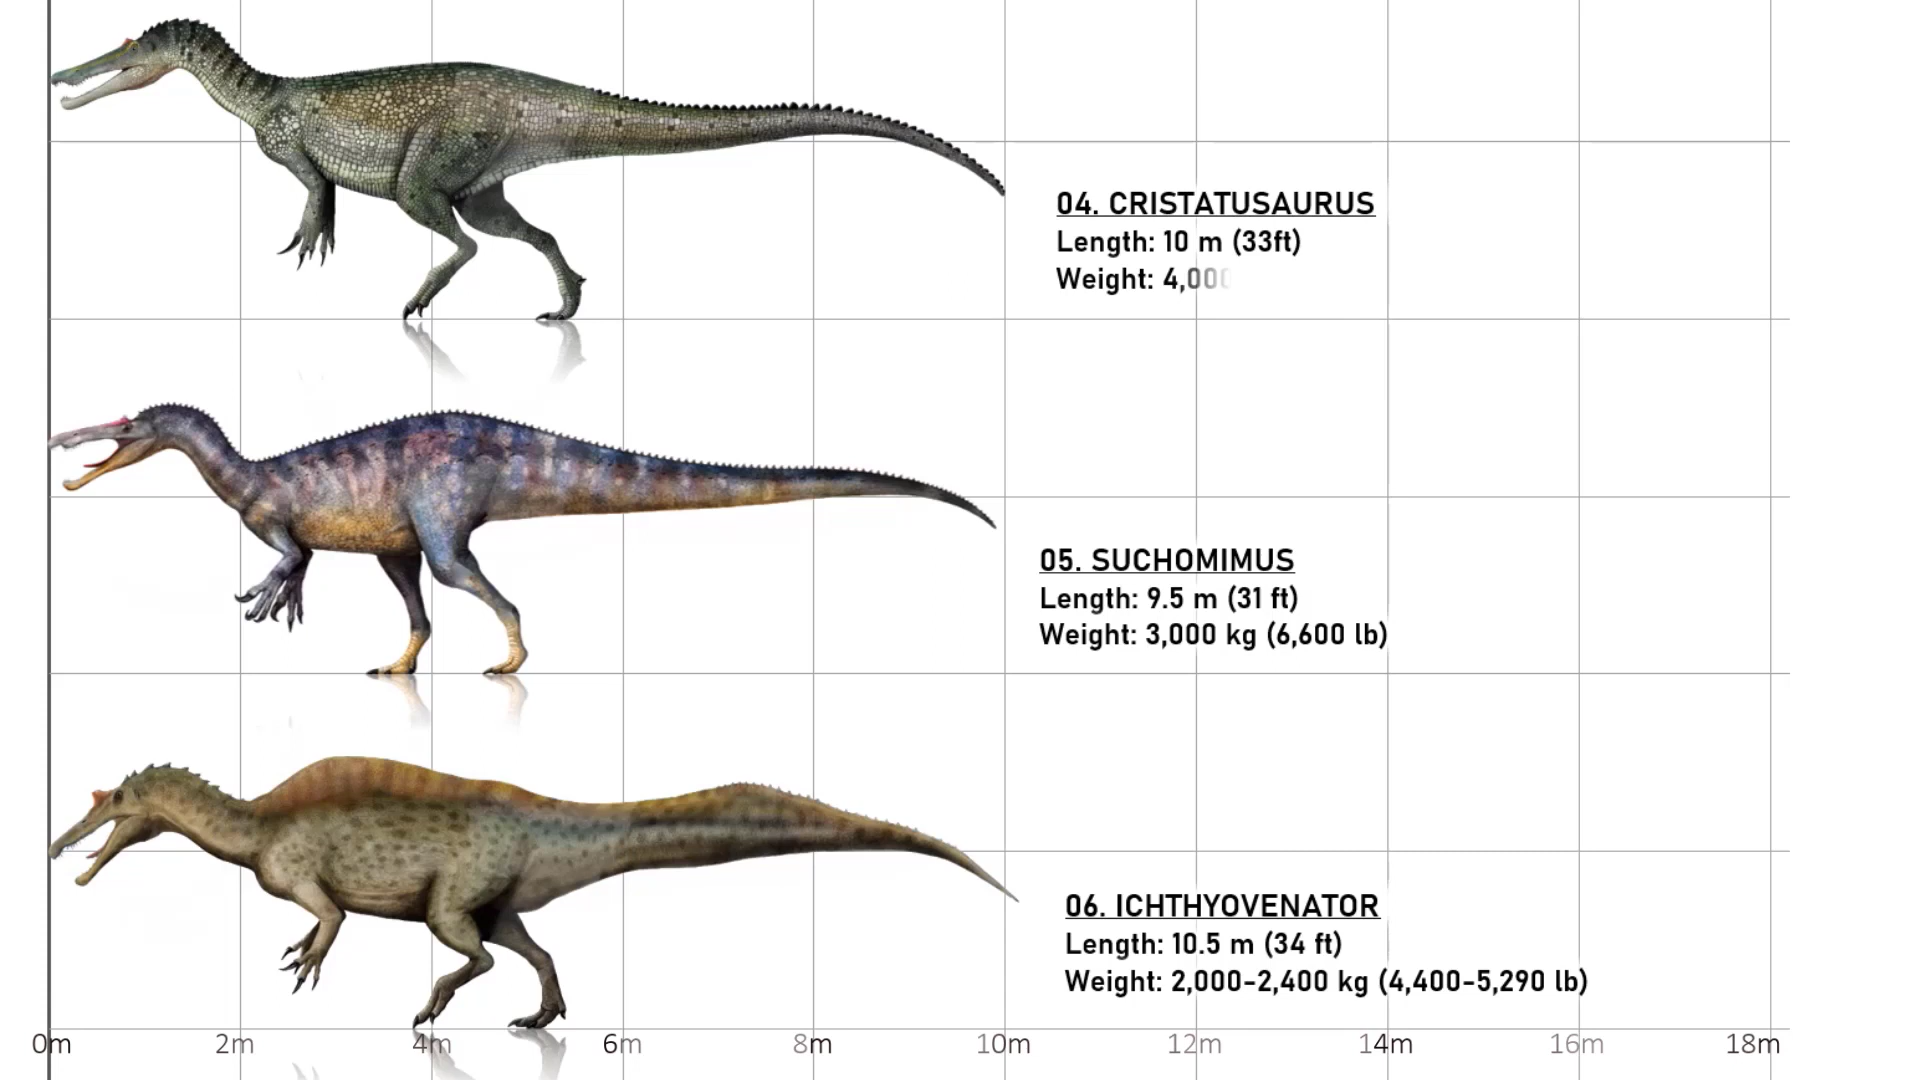 04. CRISTATUSAURUS
Length: 10 m (33ft)
Weight: 4,000
05. SUCHOMIMUS
Length: 9.5 m (31 ft)
Weight: 3,000 kg (6,600 lb)
06. ICHTHYOVENATOR
Length: 10.5 m (34 ft)
Weight: 2,000-2,400 kg (4,400-5,290 lb)
0m 2m 4m 6m 8m 10m 12m 14m 16m 18m